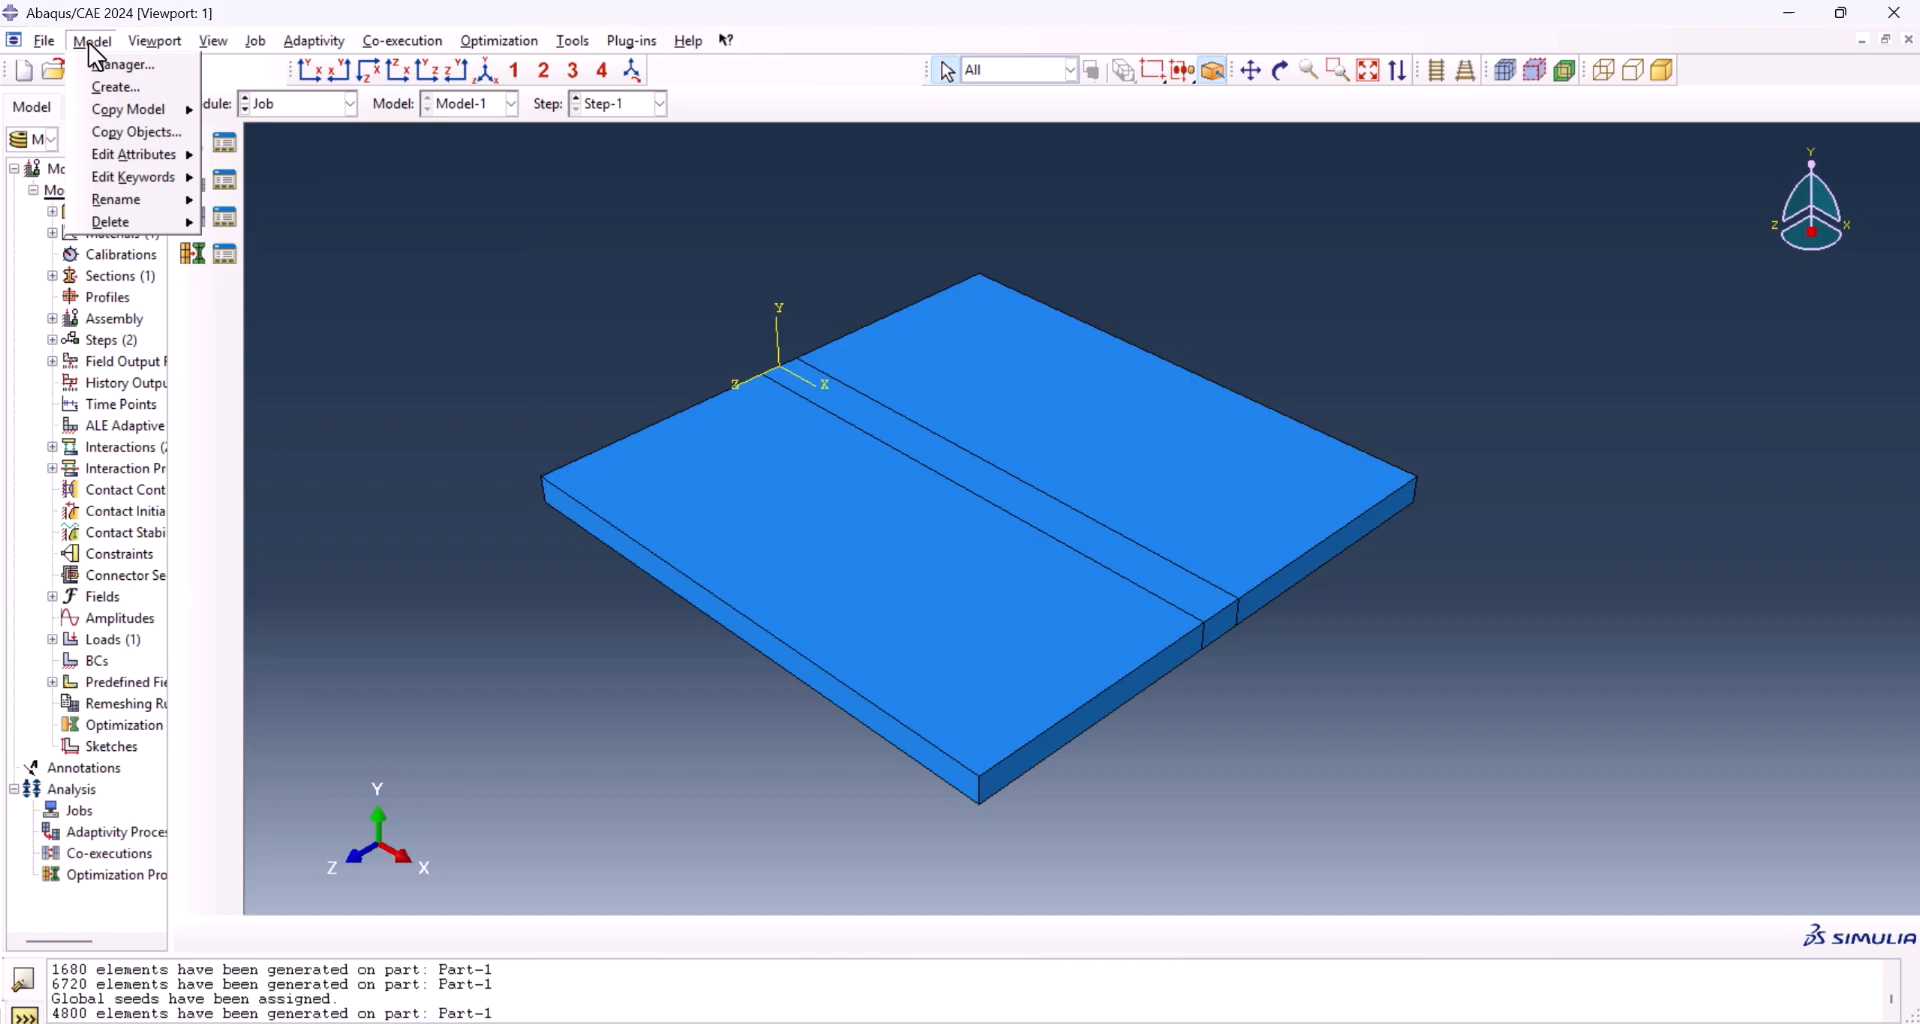 Abaqus/CAE 2024 [Viewport: 1]
File Model Viewport View Job Adaptivity Co-execution Optimization Tools Plug-ins Help
1 2 3 4 All
Model dule: Job Model: Model-1 Step: Step-1
anager...
Create...
Copy Model
Copy Objects...
Edit Attributes
Edit Keywords
Rename
Delete
M
Mo
Mo
Calibrations
Sections (1)
Profiles
Assembly
Steps (2)
Field Output
History Outpu
Time Points
ALE Adaptive
Interactions
Interaction Pr
Contact Cont
Contact Initia
Contact Stabi
Constraints
Connector Se
Fields
Amplitudes
Loads (1)
BCs
Predefined Fie
Remeshing Ru
Optimization
Sketches
Annotations
Analysis
Jobs
Adaptivity Proce
Co-executions
Optimization Pro
Y
Z X
Y
Z X
Y
Z X
SIMULIA
1680 elements have been generated on part: Part-1
6720 elements have been generated on part: Part-1
Global seeds have been assigned.
4800 elements have been generated on part: Part-1
>>>